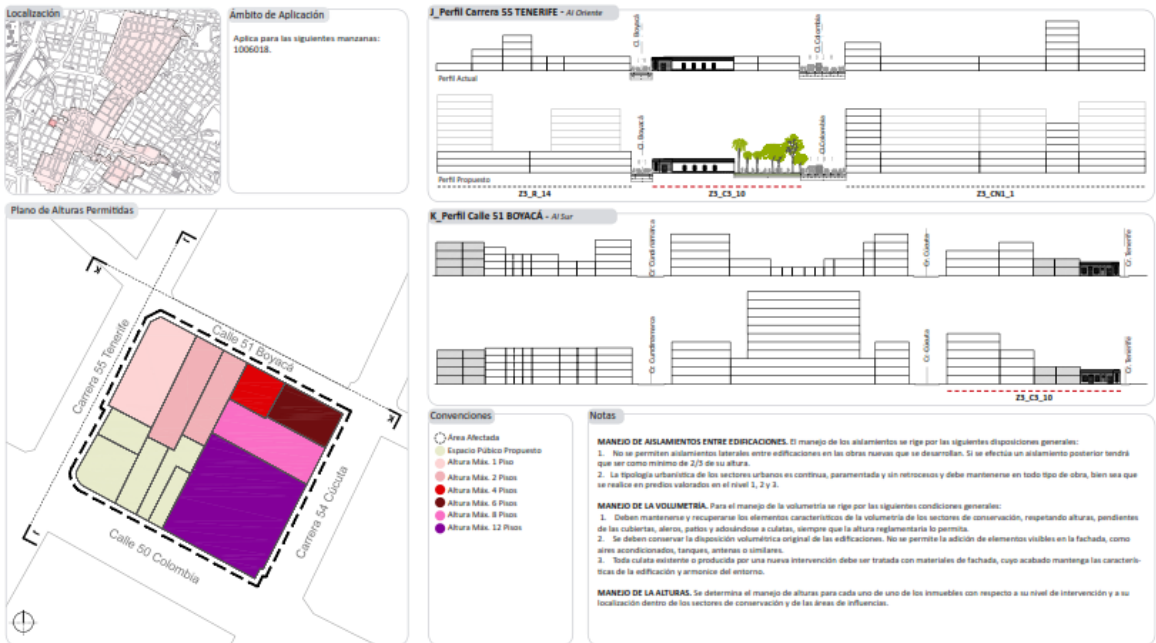 Localización
Ámbito de Aplicación
Aplica para las siguientes manzanas:
1006018.
J_Perfil Carrera 55 TENERIFE - Al Oriente
Cl. Boyacá
Cl.Colombia
Perfil Actual
Cl. Boyacá
Cl.Colombia
Perfil Propuesto
Z3_R_14
Z3_C3_10
Z3_CN1_1
Plano de Alturas Permitidas
J
K
Calle 51 Boyacá
Carrera 55 Tenerife
Carrera 54 Cúcuta
Calle 50 Colombia
K
J
K_Perfil Calle 51 BOYACÁ - Al Sur
Cr. Cundinamarca
Cr. Cúcuta
Cr. Tenerife
Cr. Cundinamarca
Cr. Cúcuta
Cr. Tenerife
Z3_C3_10
Convenciones
Área Afectada
Espacio Púbico Propuesto
Altura Máx. 1 Piso
Altura Máx. 2 Pisos
Altura Máx. 4 Pisos
Altura Máx. 6 Pisos
Altura Máx. 8 Pisos
Altura Máx. 12 Pisos
Notas
MANEJO DE AISLAMIENTOS ENTRE EDIFICACIONES. El manejo de los aislamientos se rige por las siguientes disposiciones generales:
1. No se permiten aislamientos laterales entre edificaciones en las obras nuevas que se desarrollan. Si se efectúa un aislamiento posterior tendrá
que ser como mínimo de 2/3 de su altura.
2. La tipología urbanística de los sectores urbanos es continua, paramentada y sin retrocesos y debe mantenerse en todo tipo de obra, bien sea que
se realice en predios valorados en el nivel 1, 2 y 3.
MANEJO DE LA VOLUMETRÍA. Para el manejo de la volumetría se rige por las siguientes condiciones generales:
1. Deben mantenerse y recuperarse los elementos característicos de la volumetría de los sectores de conservación, respetando alturas, pendientes
de las cubiertas, aleros, patios y adosándose a culatas, siempre que la altura reglamentaria lo permita.
2. Se deben conservar la disposición volumétrica original de las edificaciones. No se permite la adición de elementos visibles en la fachada, como
aires acondicionados, tanques, antenas o similares.
3. Toda culata existente o producida por una nueva intervención debe ser tratada con materiales de fachada, cuyo acabado mantenga las caracterís-
ticas de la edificación y armonice del entorno.
MANEJO DE LA ALTURAS. Se determina el manejo de alturas para cada uno de uno de los inmuebles con respecto a su nivel de intervención y a su
localización dentro de los sectores de conservación y de las áreas de influencias.